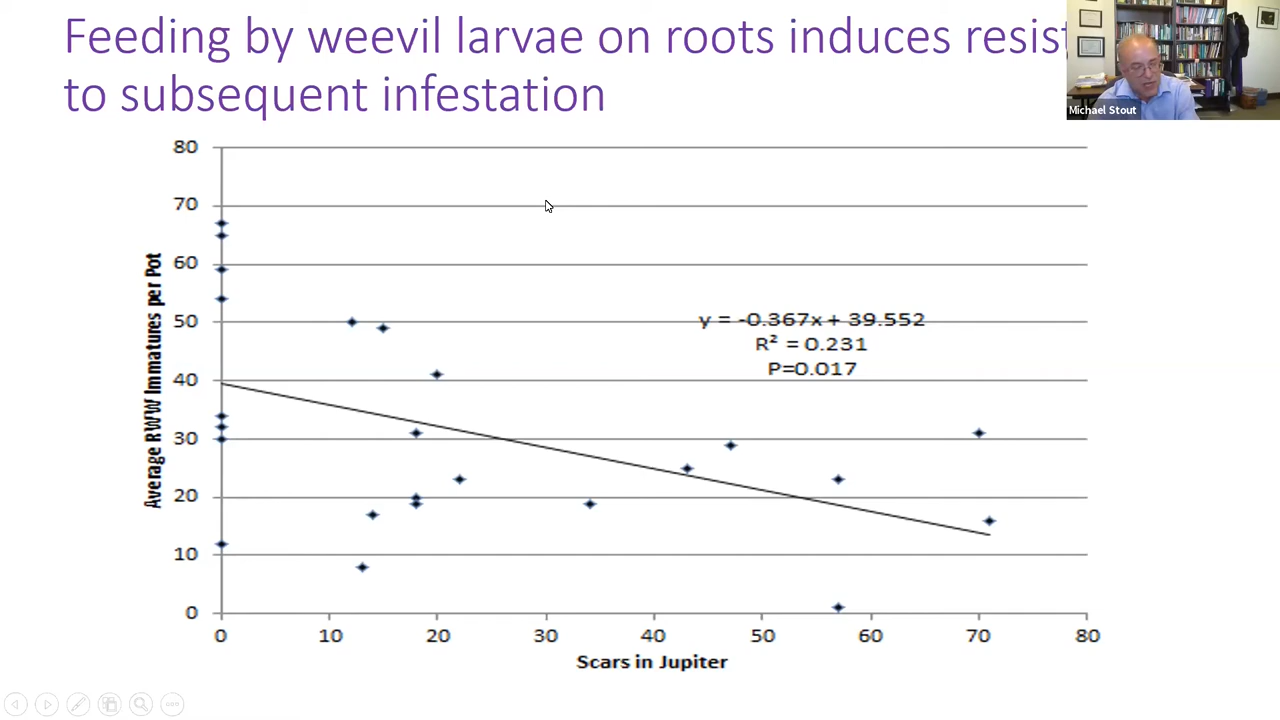 Feeding by weevil larvae on roots induces
to subsequent infestation
Michael Stout
80
70
60
50
40
30
20
10
0
Average RWW Immatures per Pot
y = -0.367x + 39.552
R² = 0.231
P=0.017
0 10 20 30 40 50 60 70 80
Scars in Jupiter